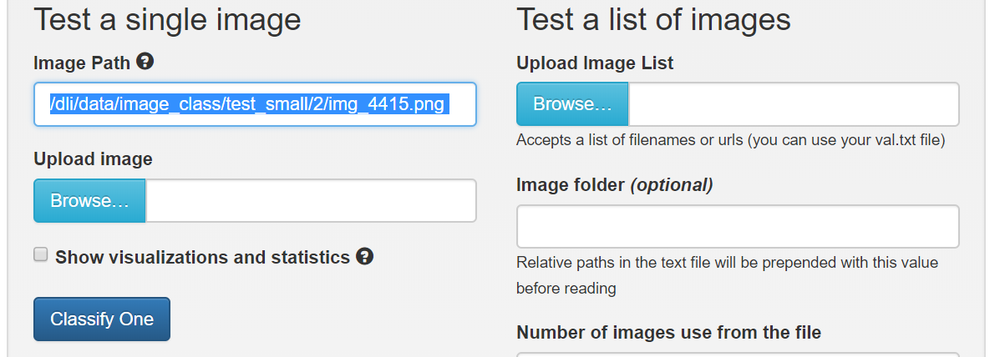 Test a single image
Image Path
/dli/data/image_class/test_small/2/img_4415.png
Upload image
Browse...
Show visualizations and statistics
Classify One
Test a list of images
Upload Image List
Browse...
Accepts a list of filenames or urls (you can use your val.txt file)
Image folder (optional)
Relative paths in the text file will be prepended with this value
before reading
Number of images use from the file